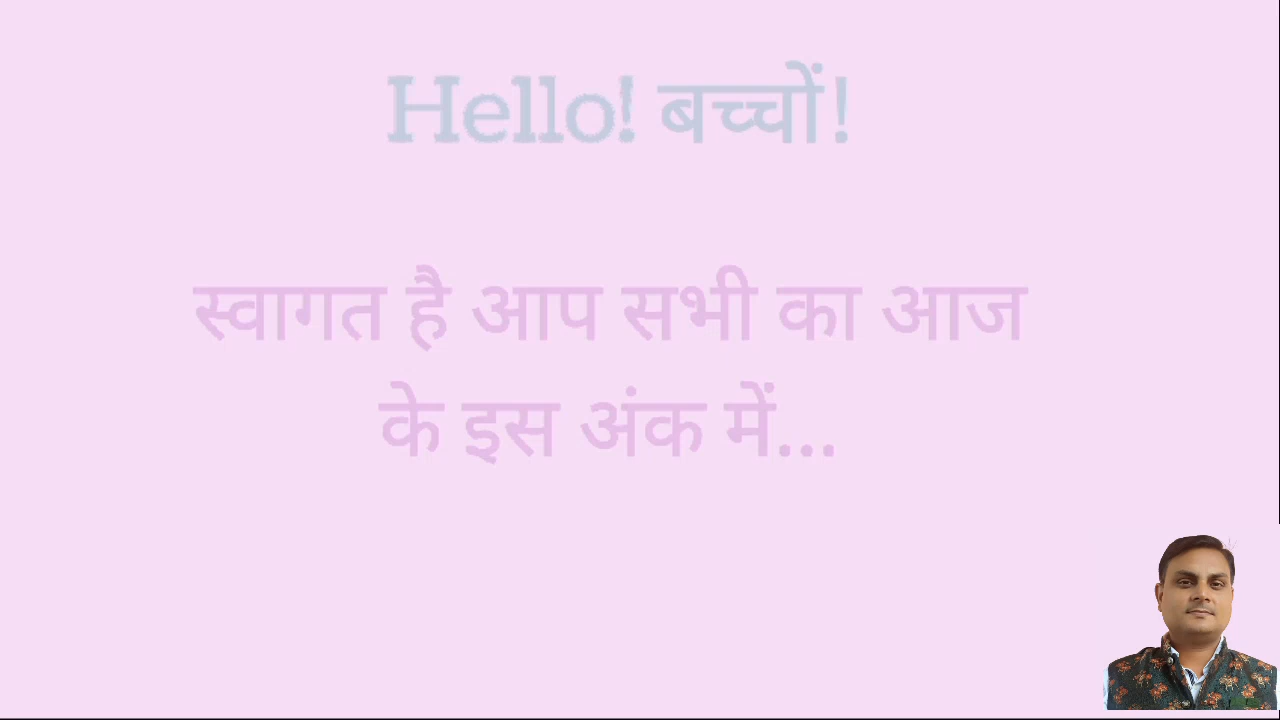 Hello! बच्चों!
स्वागत है आप सभी का आज
के इस अंक में...